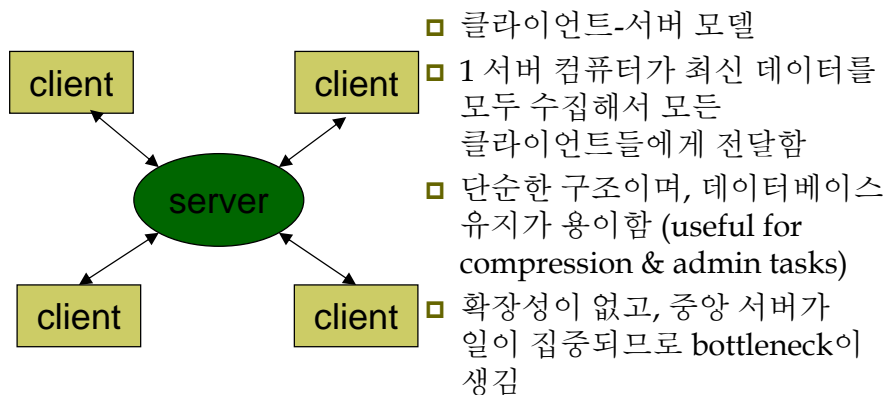 client
client
server
client
client
클라이언트-서버 모델
1 서버 컴퓨터가 최신 데이터를
모두 수집해서 모든
클라이언트들에게 전달함
단순한 구조이며, 데이터베이스
유지가 용이함 (useful for
compression & admin tasks)
확장성이 없고, 중앙 서버가
일이 집중되므로 bottleneck이
생김